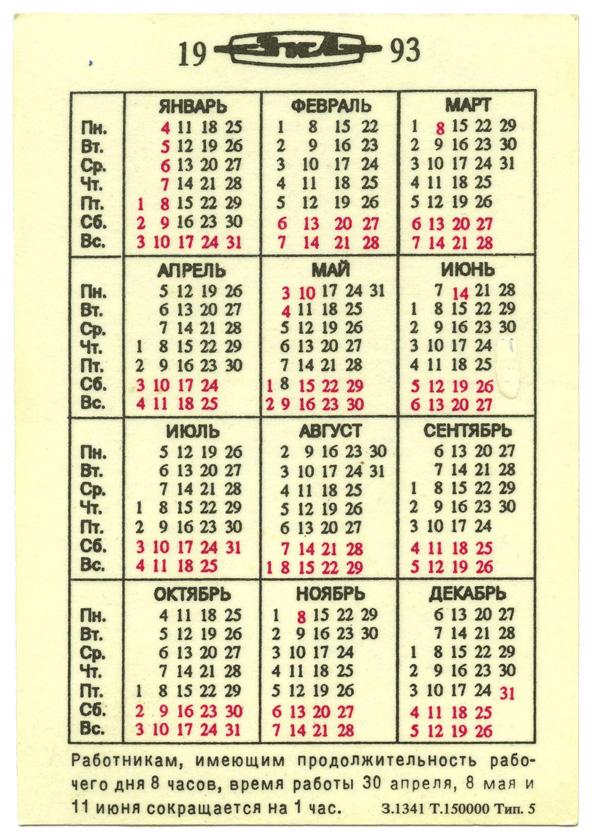 19 ЗИЛ 93
ЯНВАРЬ ФЕВРАЛЬ МАРТ
Пн. 4 11 18 25 1 8 15 22 1 8 15 22 29
Вт. 5 12 19 26 2 9 16 23 2 9 16 23 30
Ср. 6 13 20 27 3 10 17 24 3 10 17 24 31
Чт. 7 14 21 28 4 11 18 25 4 11 18 25
Пт. 1 8 15 22 29 5 12 19 26 5 12 19 26
Сб. 2 9 16 23 30 6 13 20 27 6 13 20 27
Вс. 3 10 17 24 31 7 14 21 28 7 14 21 28
АПРЕЛЬ МАЙ ИЮНЬ
Пн. 5 12 19 26 3 10 17 24 31 7 14 21 28
Вт. 6 13 20 27 4 11 18 25 1 8 15 22 29
Ср. 7 14 21 28 5 12 19 26 2 9 16 23 30
Чт. 1 8 15 22 29 6 13 20 27 3 10 17 24
Пт. 2 9 16 23 30 7 14 21 28 4 11 18 25
Сб. 3 10 17 24 1 8 15 22 29 5 12 19 26
Вс. 4 11 18 25 2 9 16 23 30 6 13 20 27
ИЮЛЬ АВГУСТ СЕНТЯБРЬ
Пн. 5 12 19 26 2 9 16 23 30 6 13 20 27
Вт. 6 13 20 27 3 10 17 24 31 7 14 21 28
Ср. 7 14 21 28 4 11 18 25 1 8 15 22 29
Чт. 1 8 15 22 29 5 12 19 26 2 9 16 23 30
Пт. 2 9 16 23 30 6 13 20 27 3 10 17 24
Сб. 3 10 17 24 31 7 14 21 28 4 11 18 25
Вс. 4 11 18 25 1 8 15 22 29 5 12 19 26
ОКТЯБРЬ НОЯБРЬ ДЕКАБРЬ
Пн. 4 11 18 25 1 8 15 22 29 6 13 20 27
Вт. 5 12 19 26 2 9 16 23 30 7 14 21 28
Ср. 6 13 20 27 3 10 17 24 1 8 15 22 29
Чт. 7 14 21 28 4 11 18 25 2 9 16 23 30
Пт. 1 8 15 22 29 5 12 19 26 3 10 17 24 31
Сб. 2 9 16 23 30 6 13 20 27 4 11 18 25
Вс. 3 10 17 24 31 7 14 21 28 5 12 19 26
Работникам, имеющим продолжительность рабо-
чего дня 8 часов, время работы 30 апреля, 8 мая и
11 июня сокращается на 1 час. З.1341 Т.150000 Тип. 5